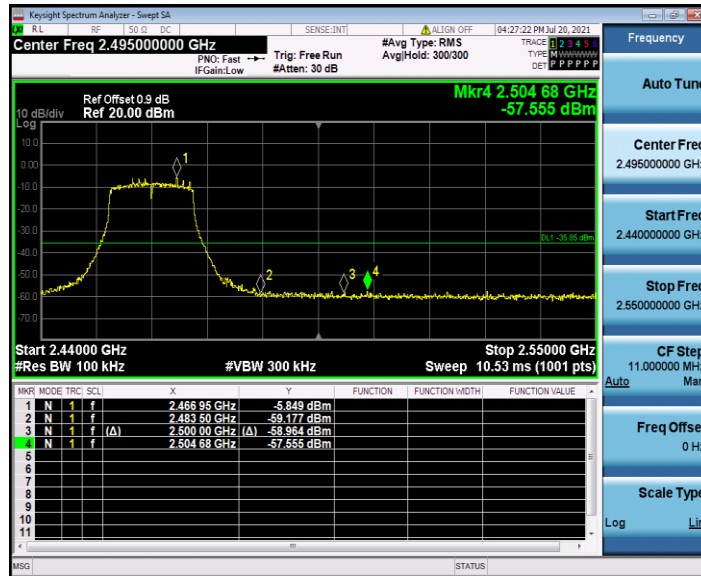 Keysight Spectrum Analyzer - Swept SA
RL RF 50 Ω DC SENSE:INT ALIGN OFF 04:27:22 PM Jul 20, 2021
Center Freq 2.495000000 GHz
PNO: Fast
IFGain:Low
Trig: Free Run
#Atten: 30 dB
#Avg Type: RMS
Avg|Hold: 300/300
TRACE 1 2 3 4 5 6
TYPE M W W W W W
DET P P P P P P
Frequency
Ref Offset 0.9 dB
Ref 20.00 dBm
10 dB/div
Log
Mkr4 2.504 68 GHz
-57.555 dBm
10.0
0.00
-10.0
-20.0
-30.0
-40.0
-50.0
-60.0
-70.0
1
2
3
4
DL1 -35.85 dBm
Start 2.44000 GHz
Stop 2.55000 GHz
#Res BW 100 kHz
#VBW 300 kHz
Sweep 10.53 ms (1001 pts)
MKR MODE TRC SCL X Y FUNCTION FUNCTION WIDTH FUNCTION VALUE
1 N 1 f 2.466 95 GHz -5.849 dBm
2 N 1 f 2.483 50 GHz -59.177 dBm
3 N 1 f (Δ) 2.500 00 GHz (Δ) -58.964 dBm
4 N 1 f 2.504 68 GHz -57.555 dBm
5
6
7
8
9
10
11
MSG
STATUS
Auto Tune
Center Freq
2.495000000 GHz
Start Freq
2.440000000 GHz
Stop Freq
2.550000000 GHz
CF Step
11.000000 MHz
Auto Man
Freq Offset
0 Hz
Scale Type
Log Lin